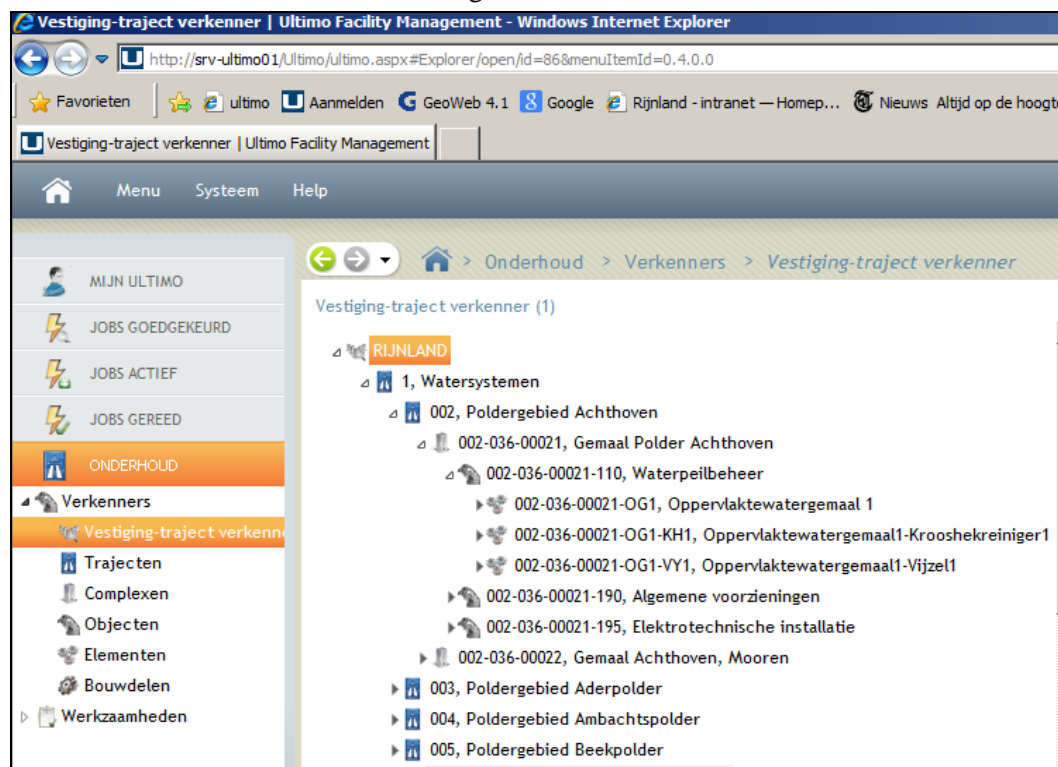 Vestiging-traject verkenner | Ultimo Facility Management - Windows Internet Explorer
http://srv-ultimo01/Ultimo/ultimo.aspx#Explorer/open/id=86&menuItemId=0.4.0.0
Favorieten ultimo Aanmelden GeoWeb 4.1 Google Rijnland - intranet — Homep... Nieuws Altijd op de hoogte
Vestiging-traject verkenner | Ultimo Facility Management
Menu Systeem Help
> Onderhoud > Verkenners > Vestiging-traject verkenner
MIJN ULTIMO
JOBS GOEDGEKEURD
JOBS ACTIEF
JOBS GEREED
ONDERHOUD
Verkenners
Vestiging-traject verkenne
Trajecten
Complexen
Objecten
Elementen
Bouwdelen
Werkzaamheden
Vestiging-traject verkenner (1)
RIJNLAND
1, Watersystemen
002, Poldergebied Achthoven
002-036-00021, Gemaal Polder Achthoven
002-036-00021-110, Waterpeilbeheer
002-036-00021-OG1, Oppervlaktewatergemaal 1
002-036-00021-OG1-KH1, Oppervlaktewatergemaal1-Krooshekreiniger1
002-036-00021-OG1-VY1, Oppervlaktewatergemaal1-Vijzel1
002-036-00021-190, Algemene voorzieningen
002-036-00021-195, Elektrotechnische installatie
002-036-00022, Gemaal Achthoven, Mooren
003, Poldergebied Aderpolder
004, Poldergebied Ambachtspolder
005, Poldergebied Beekpolder